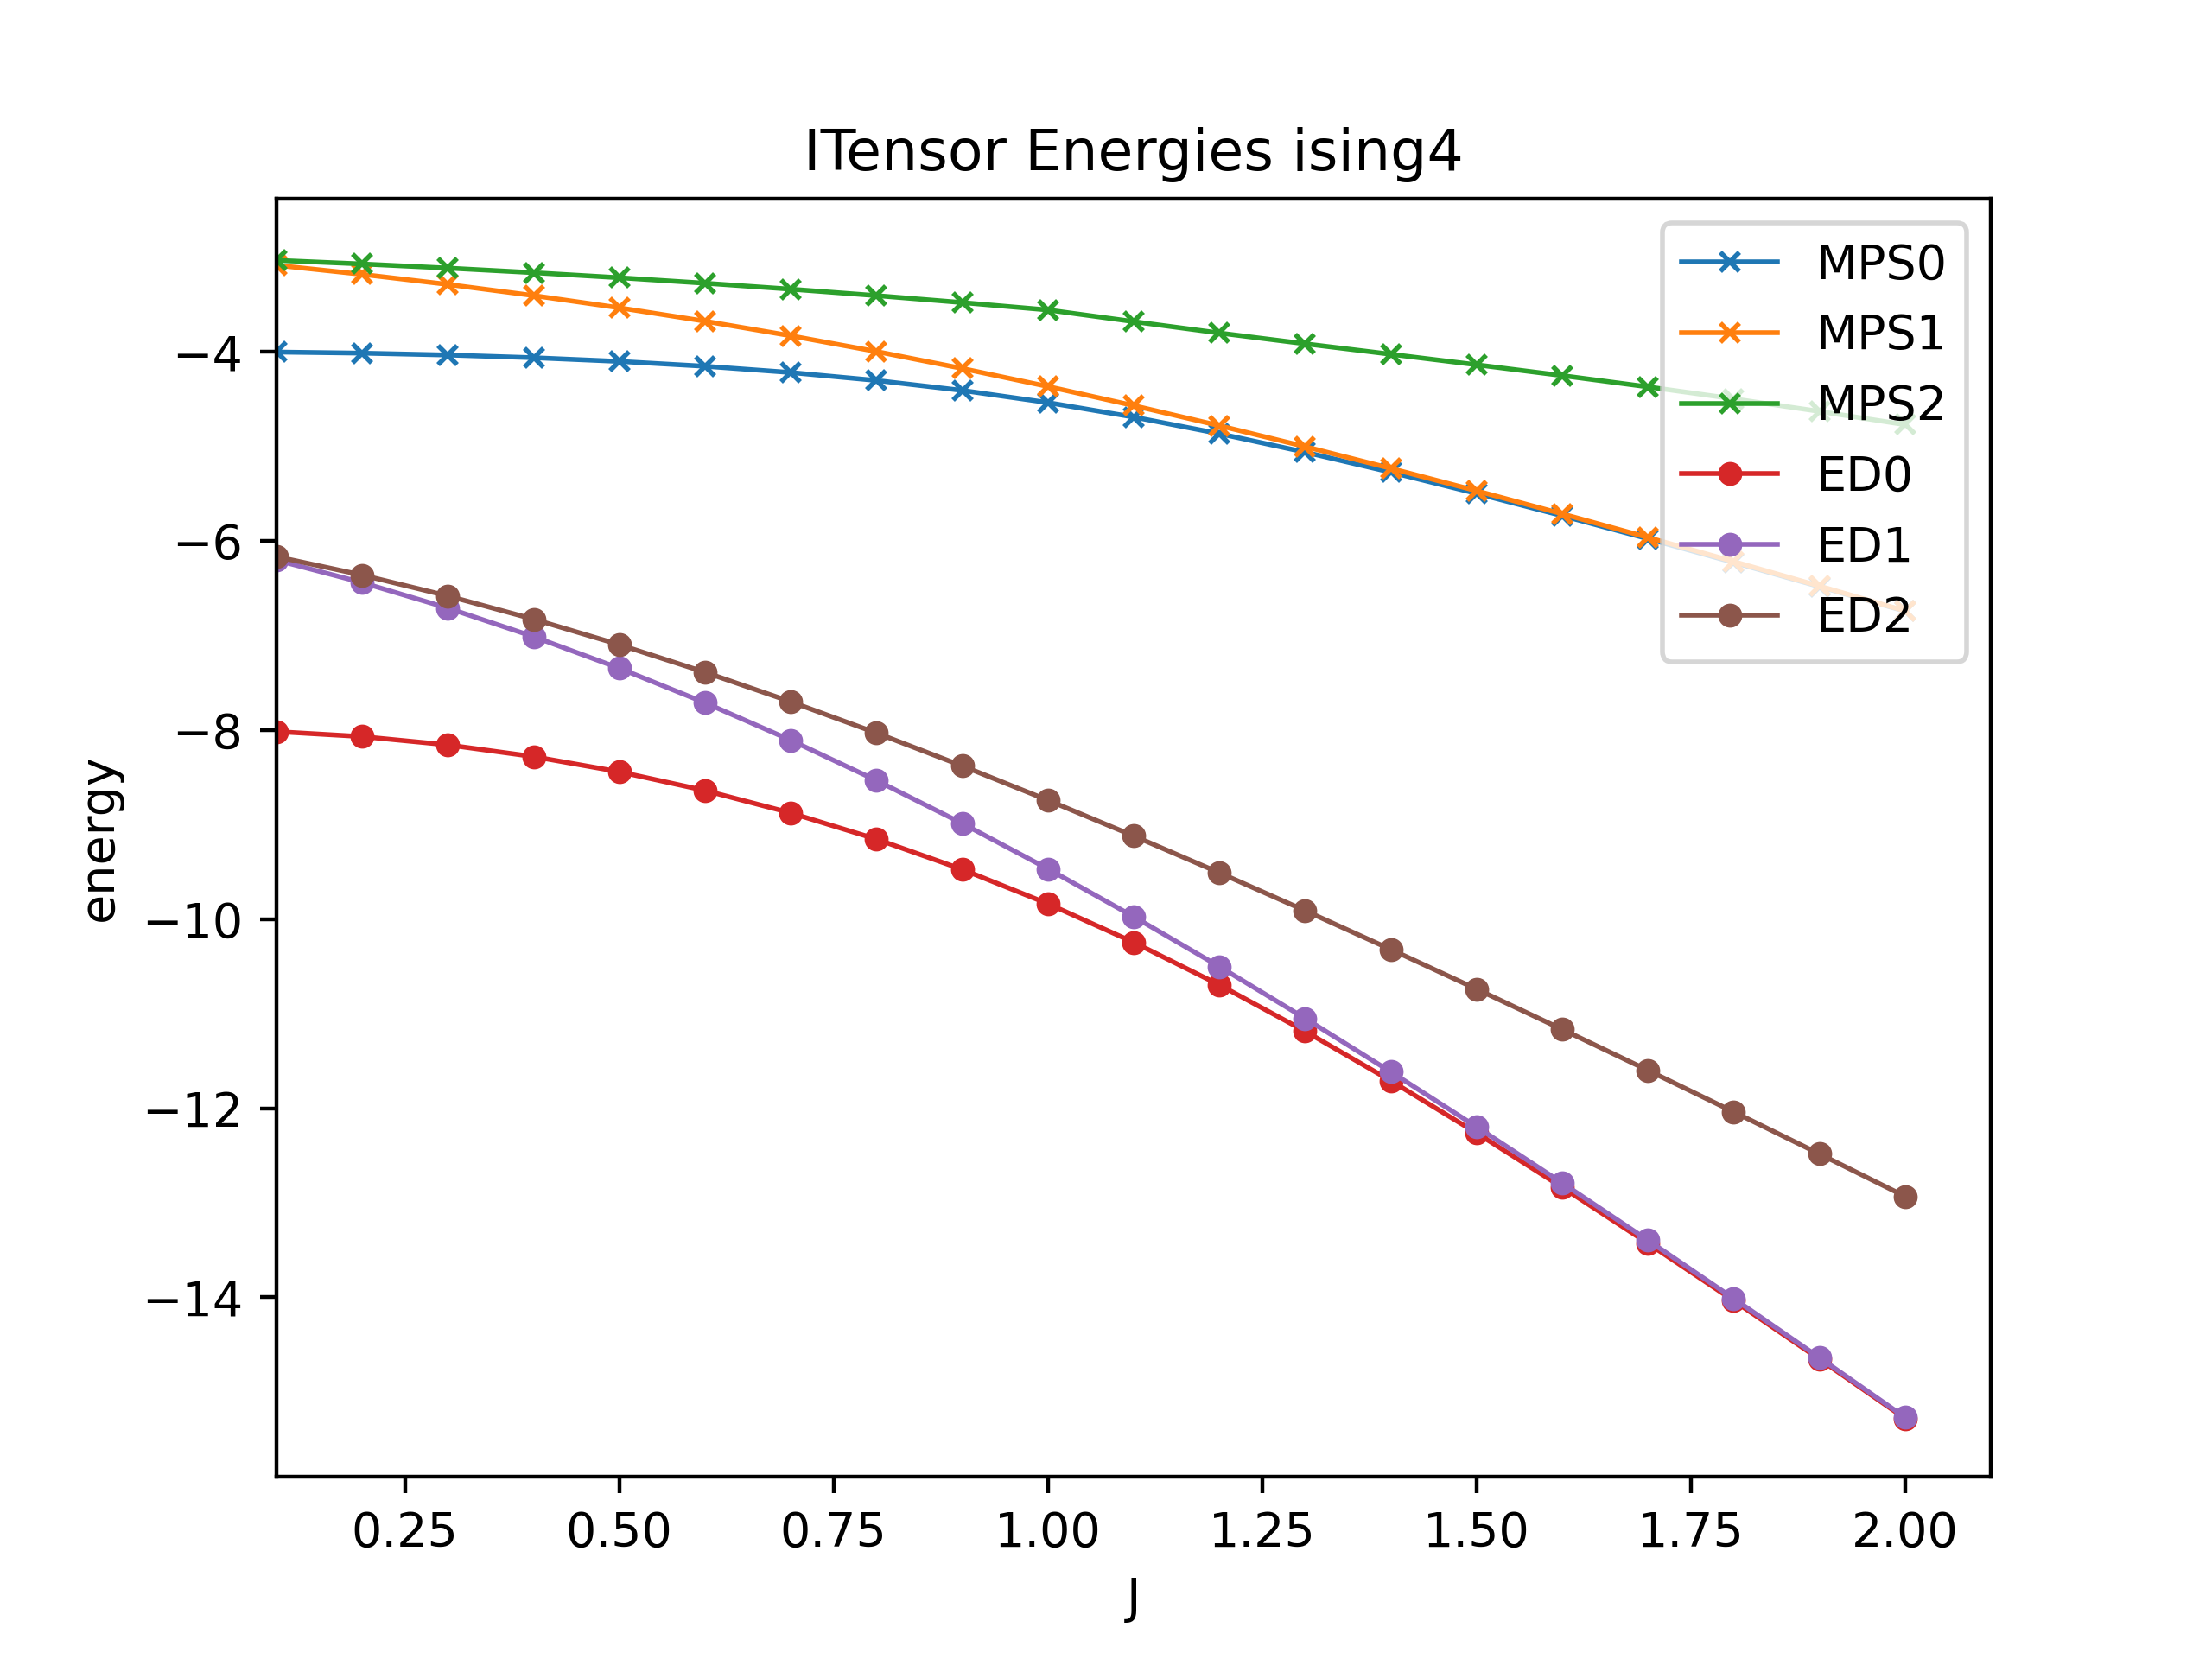 ITensor Energies ising4
MPS0
MPS1
MPS2
ED0
ED1
ED2
energy
−4
−6
−8
−10
−12
−14
0.25 0.50 0.75 1.00 1.25 1.50 1.75 2.00
J